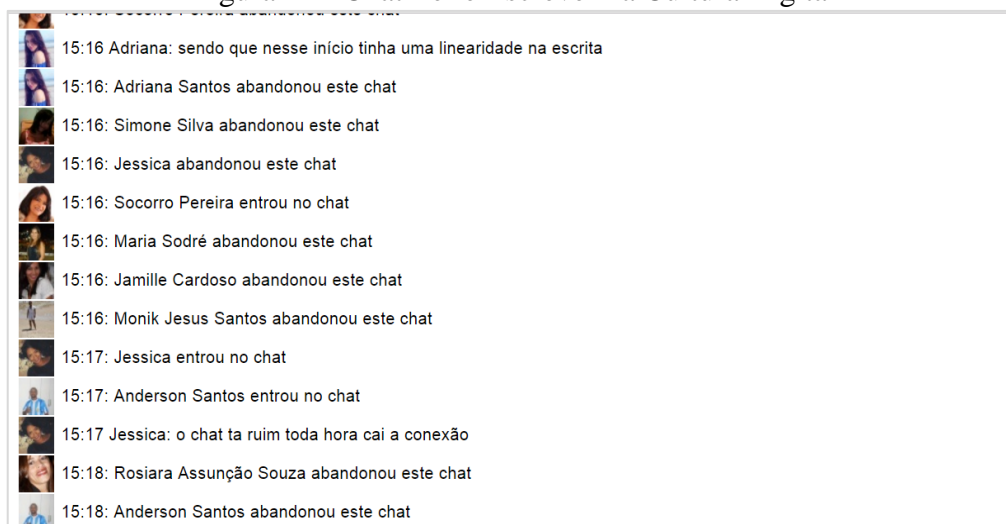 15:16 Adriana: sendo que nesse início tinha uma linearidade na escrita
15:16: Adriana Santos abandonou este chat
15:16: Simone Silva abandonou este chat
15:16: Jessica abandonou este chat
15:16: Socorro Pereira entrou no chat
15:16: Maria Sodré abandonou este chat
15:16: Jamille Cardoso abandonou este chat
15:16: Monik Jesus Santos abandonou este chat
15:17: Jessica entrou no chat
15:17: Anderson Santos entrou no chat
15:17 Jessica: o chat ta ruim toda hora cai a conexão
15:18: Rosiara Assunção Souza abandonou este chat
15:18: Anderson Santos abandonou este chat